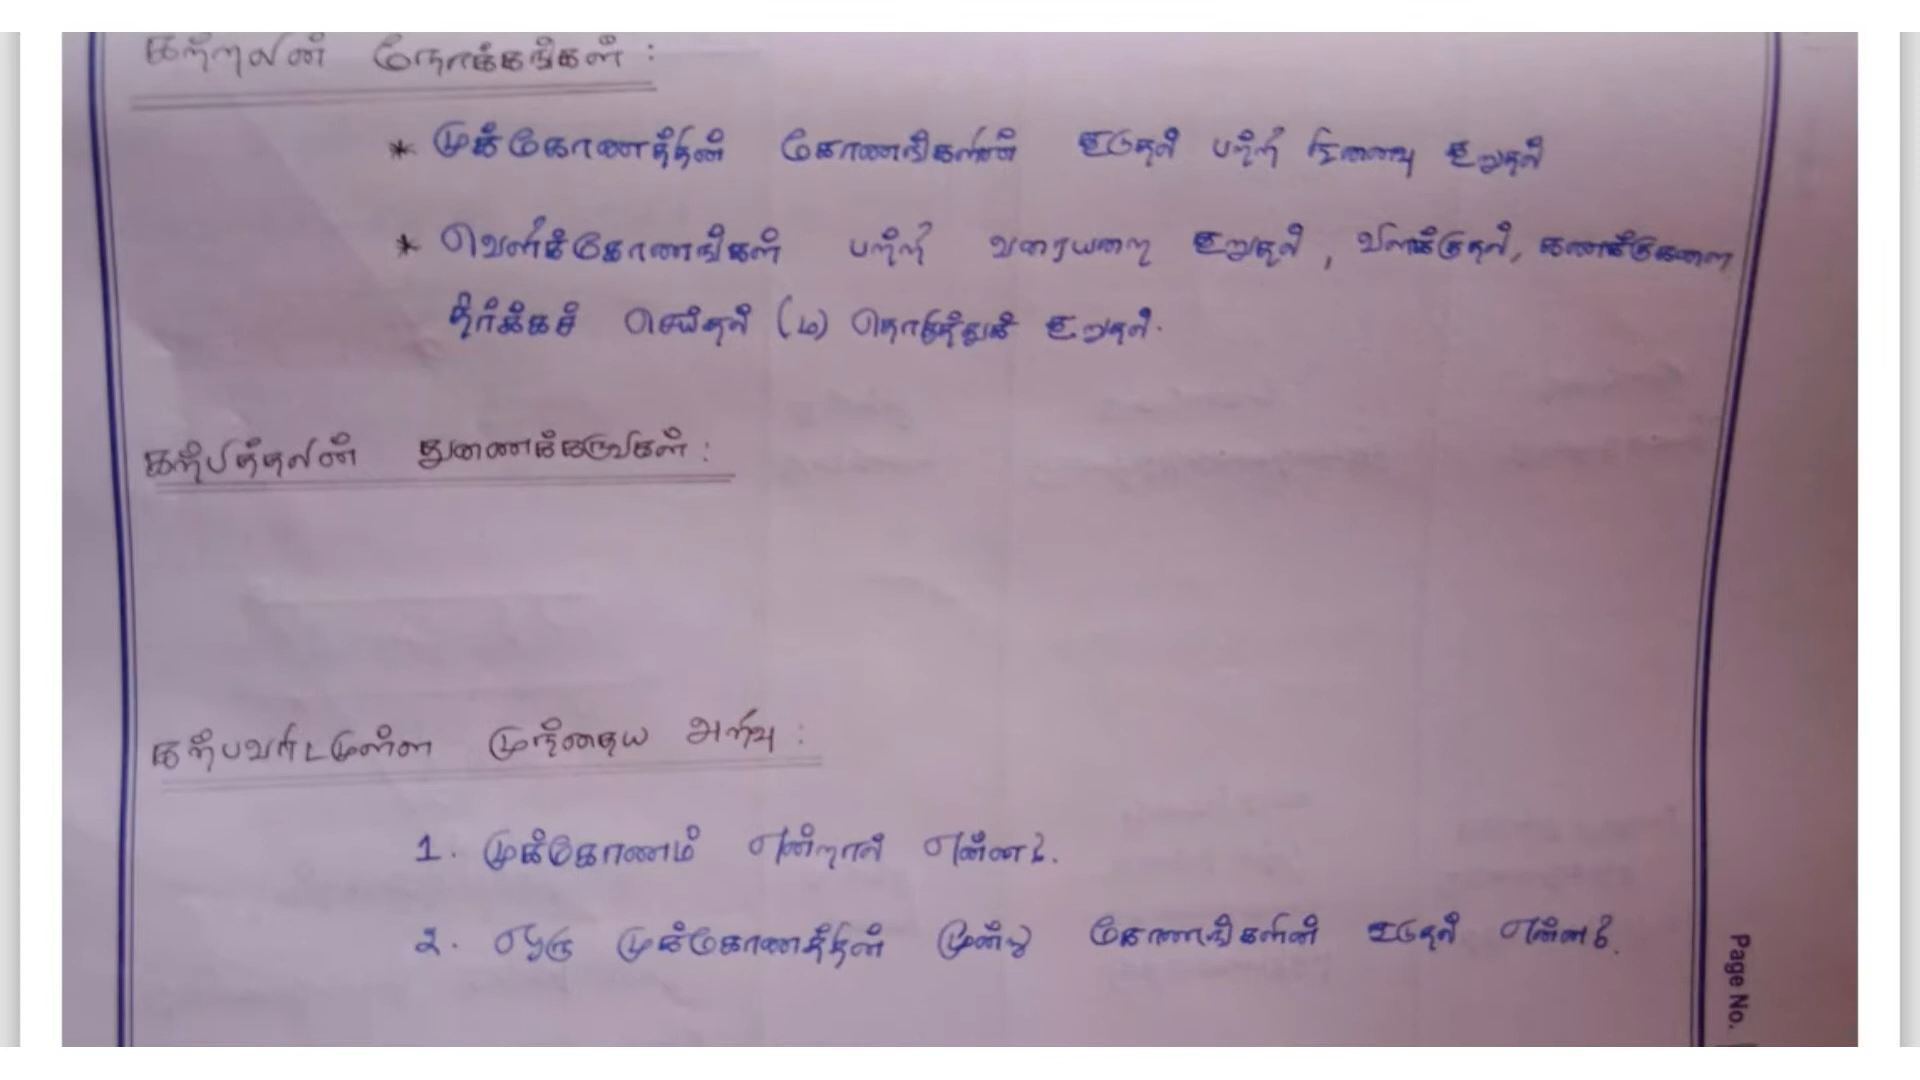 கற்றலின் நோக்கங்கள் :
* முக்கோணத்தின் கோணங்களின் கூடுதல் பற்றி நினைவு கூறுதல்
* வெளிக்கோணங்கள் பற்றி வரையறை கூறுதல், விளக்குதல், கணக்குகளை
தீர்க்கச் செய்தல் (ம) தொகுத்துக் கூறுதல்.
கற்பித்தலின் துணைக்கருவிகள் :
கற்பவரிடமுள்ள முந்தைய அறிவு :
1. முக்கோணம் என்றால் என்ன?.
2. ஒரு முக்கோணத்தின் மூன்று கோணங்களின் கூடுதல் என்ன?.
Page No.